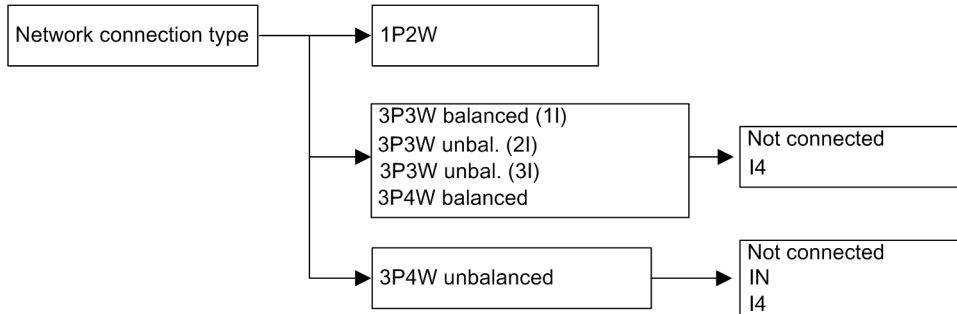 Network connection type
1P2W
3P3W balanced (1I)
3P3W unbal. (2I)
3P3W unbal. (3I)
3P4W balanced
Not connected
I4
3P4W unbalanced
Not connected
IN
I4